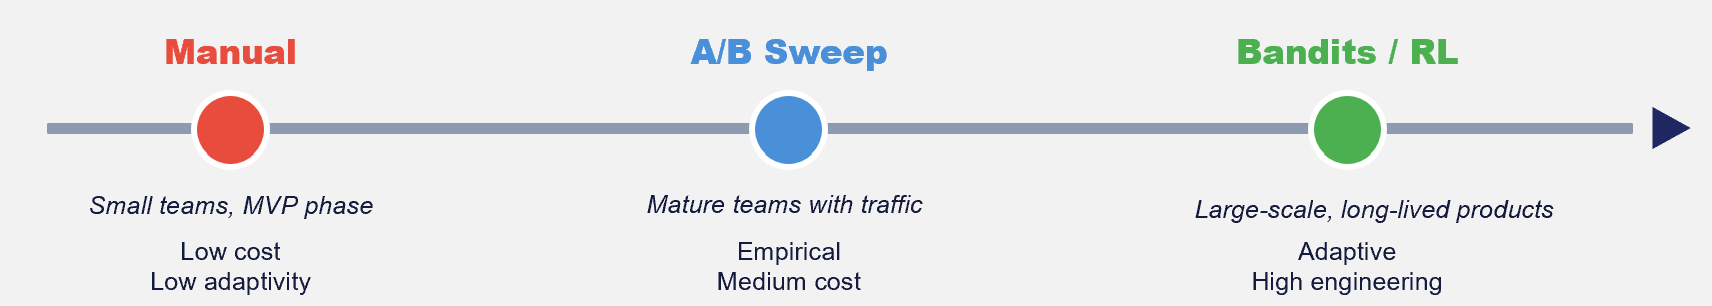 Manual
Small teams, MVP phase
Low cost
Low adaptivity
A/B Sweep
Mature teams with traffic
Empirical
Medium cost
Bandits / RL
Large-scale, long-lived products
Adaptive
High engineering